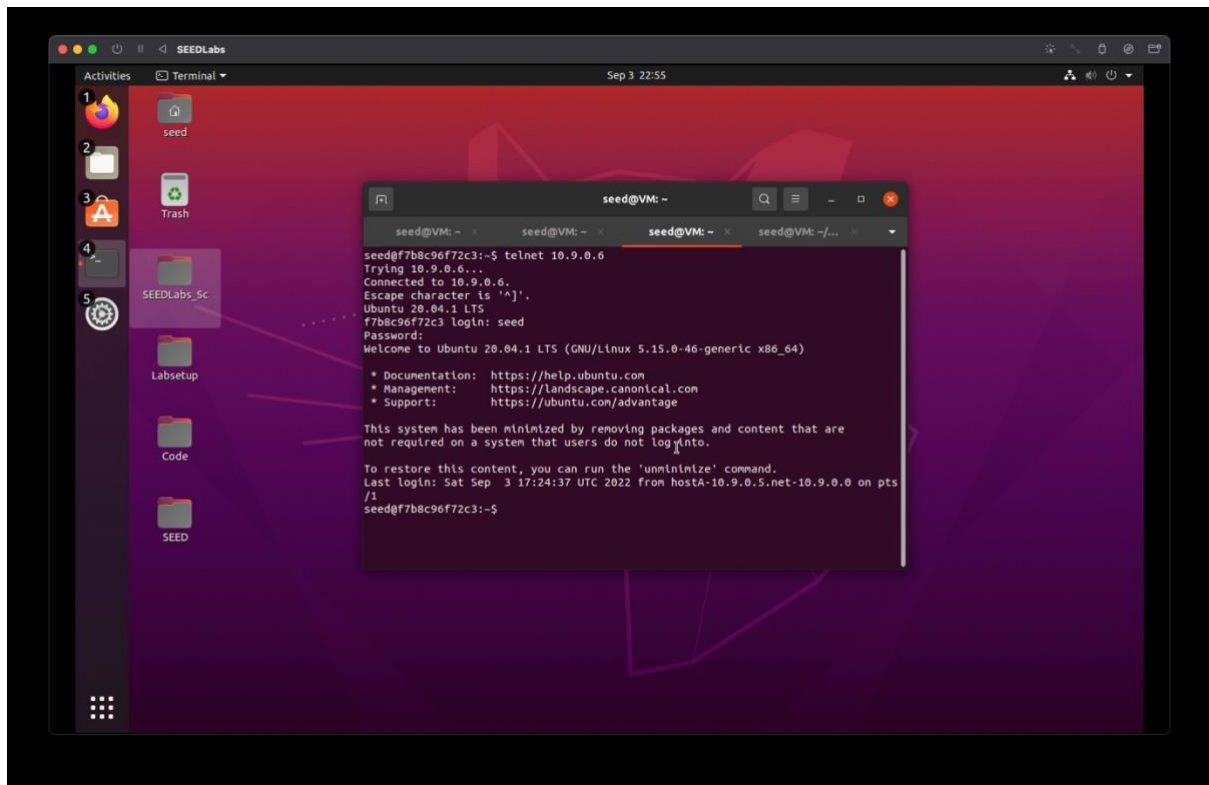 SEEDLabs
Activities
Terminal
Sep 3 22:55
1
seed
2
Trash
3
4
SEEDLabs_Sc
5
Labsetup
Code
SEED
seed@VM: ~
seed@VM: ~ × seed@VM: ~ × seed@VM: ~ × seed@VM: ~/... ×
seed@f7b8c96f72c3:~$ telnet 10.9.0.6
Trying 10.9.0.6...
Connected to 10.9.0.6.
Escape character is '^]'.
Ubuntu 20.04.1 LTS
f7b8c96f72c3 login: seed
Password:
Welcome to Ubuntu 20.04.1 LTS (GNU/Linux 5.15.0-46-generic x86_64)
* Documentation: https://help.ubuntu.com
* Management: https://landscape.canonical.com
* Support: https://ubuntu.com/advantage
This system has been minimized by removing packages and content that are
not required on a system that users do not log into.
To restore this content, you can run the 'unminimize' command.
Last login: Sat Sep 3 17:24:37 UTC 2022 from hostA-10.9.0.5.net-10.9.0.0 on pts
/1
seed@f7b8c96f72c3:~$